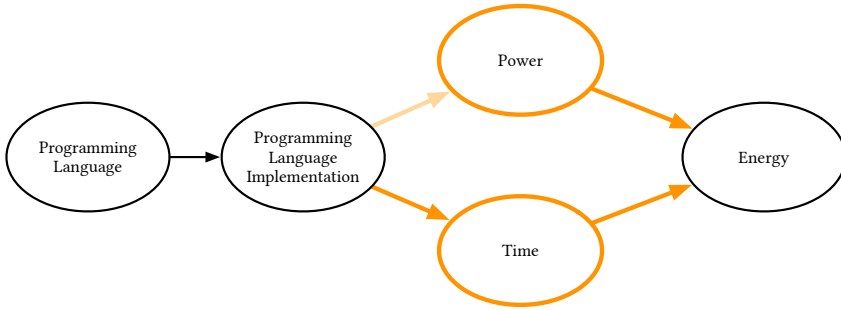 Programming
Language
Programming
Language
Implementation
Power
Time
Energy